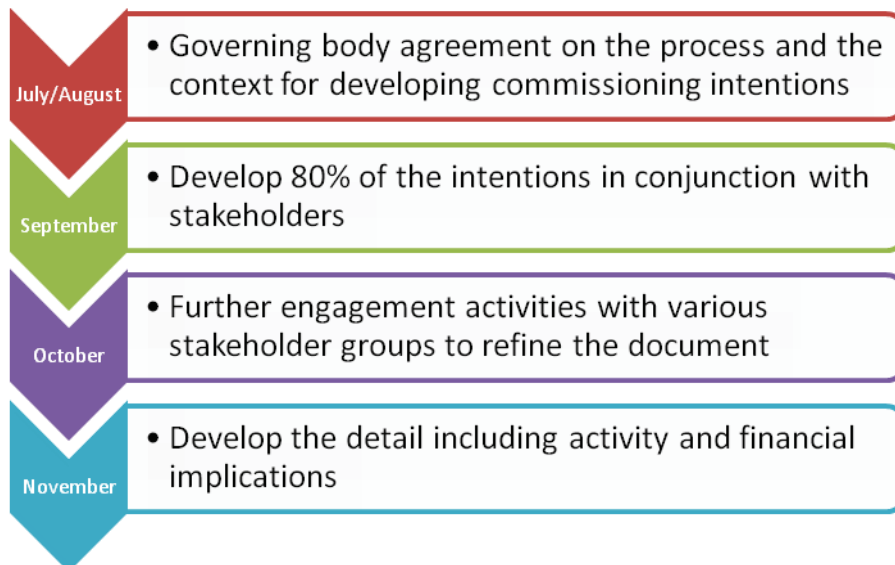 July/August
• Governing body agreement on the process and the
context for developing commissioning intentions
September
• Develop 80% of the intentions in conjunction with
stakeholders
October
• Further engagement activities with various
stakeholder groups to refine the document
November
• Develop the detail including activity and financial
implications